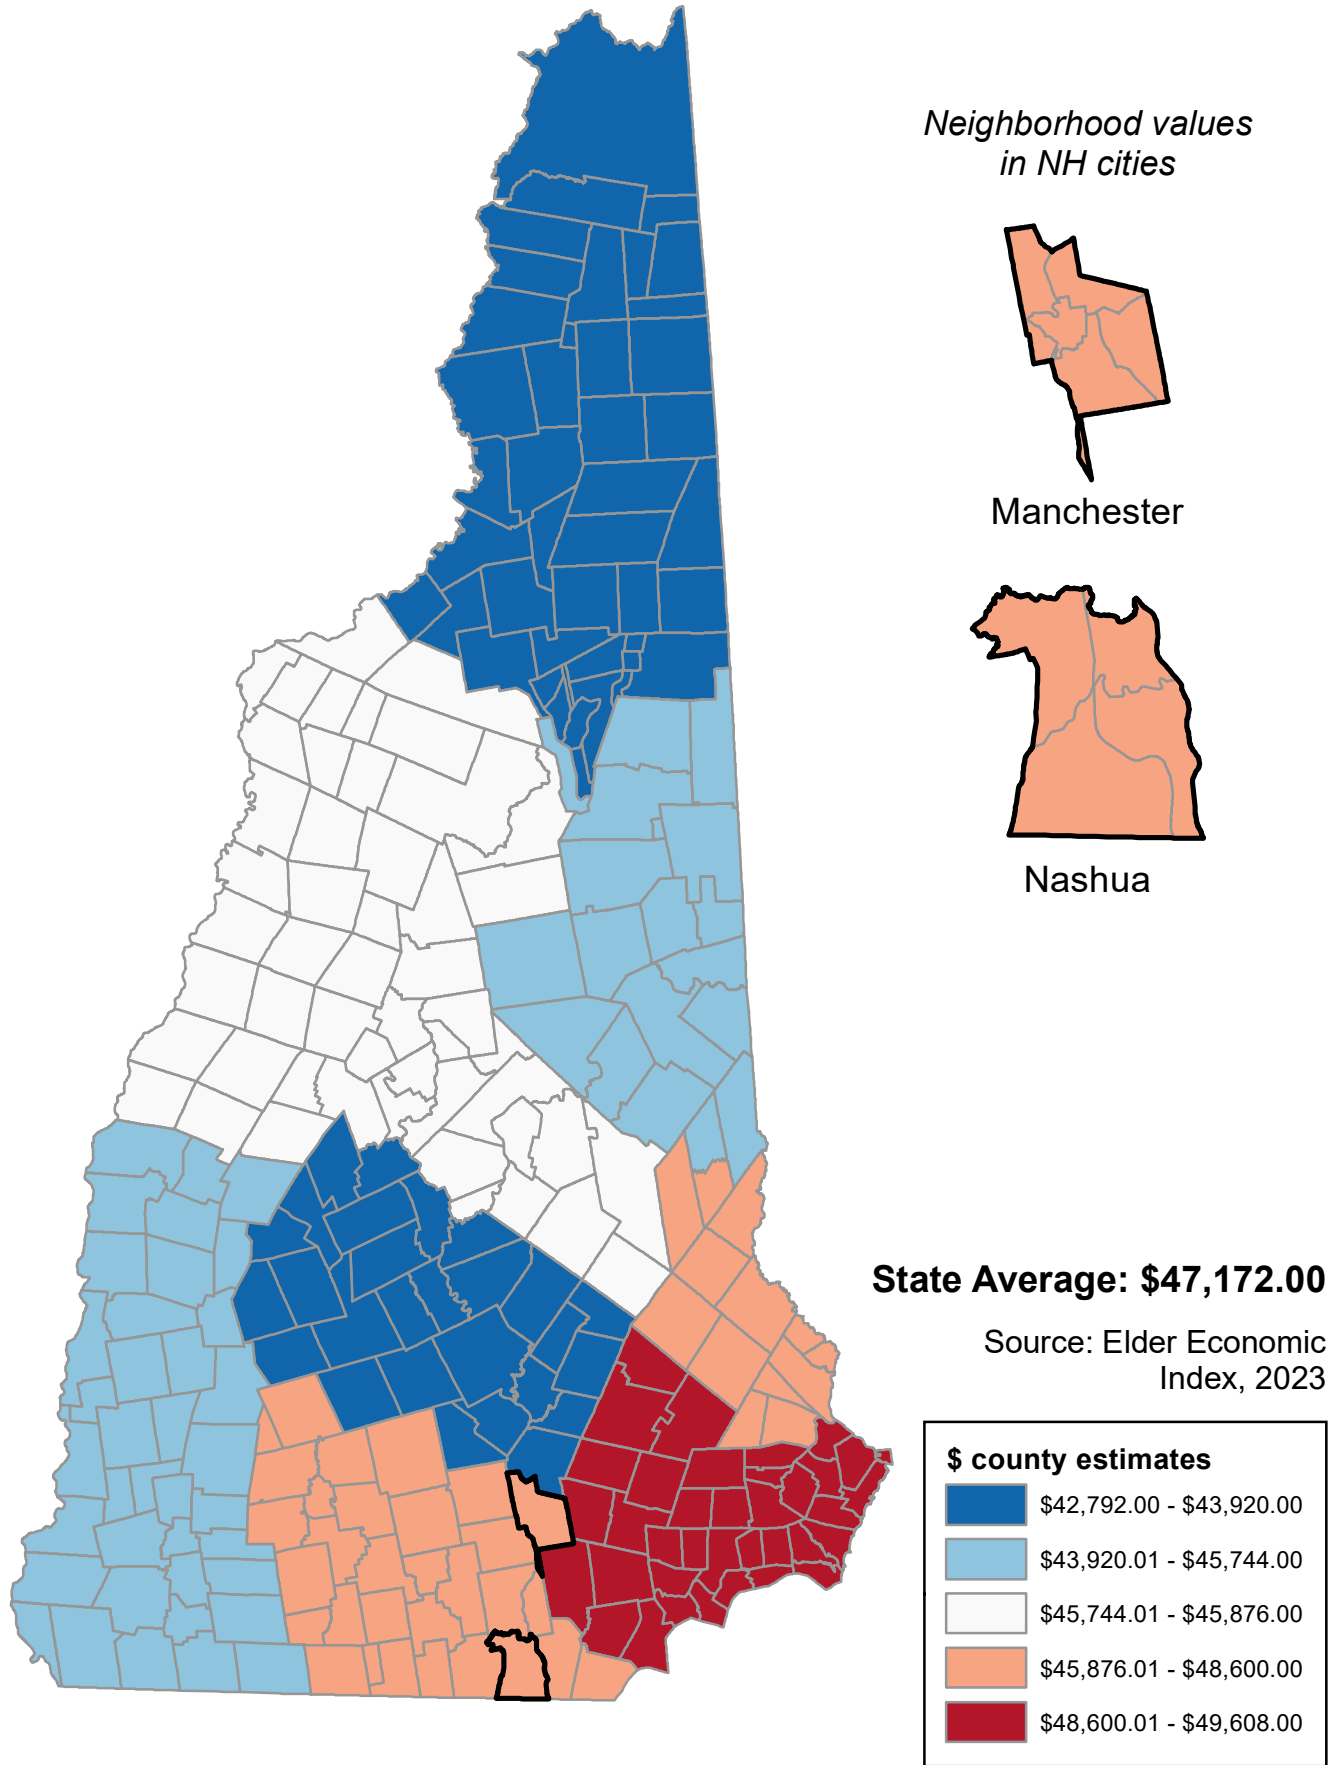 Neighborhood values
in NH cities
Manchester
Nashua
State Average: $47,172.00
Source: Elder Economic
Index, 2023
$ county estimates
$42,792.00 - $43,920.00
$43,920.01 - $45,744.00
$45,744.01 - $45,876.00
$45,876.01 - $48,600.00
$48,600.01 - $49,608.00